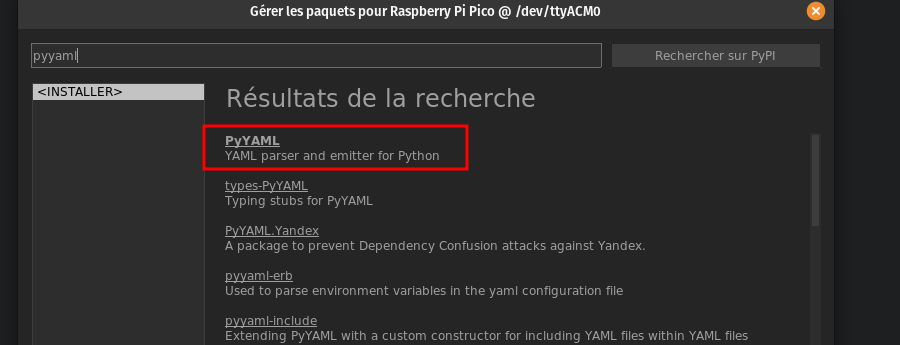 Gérer les paquets pour Raspberry Pi Pico @ /dev/ttyACM0
pyyaml
Rechercher sur PyPI
<INSTALLER>
Résultats de la recherche
PyYAML
YAML parser and emitter for Python
types-PyYAML
Typing stubs for PyYAML
PyYAML.Yandex
A package to prevent Dependency Confusion attacks against Yandex.
pyyaml-erb
Used to parse environment variables in the yaml configuration file
pyyaml-include
Extending PyYAML with a custom constructor for including YAML files within YAML files